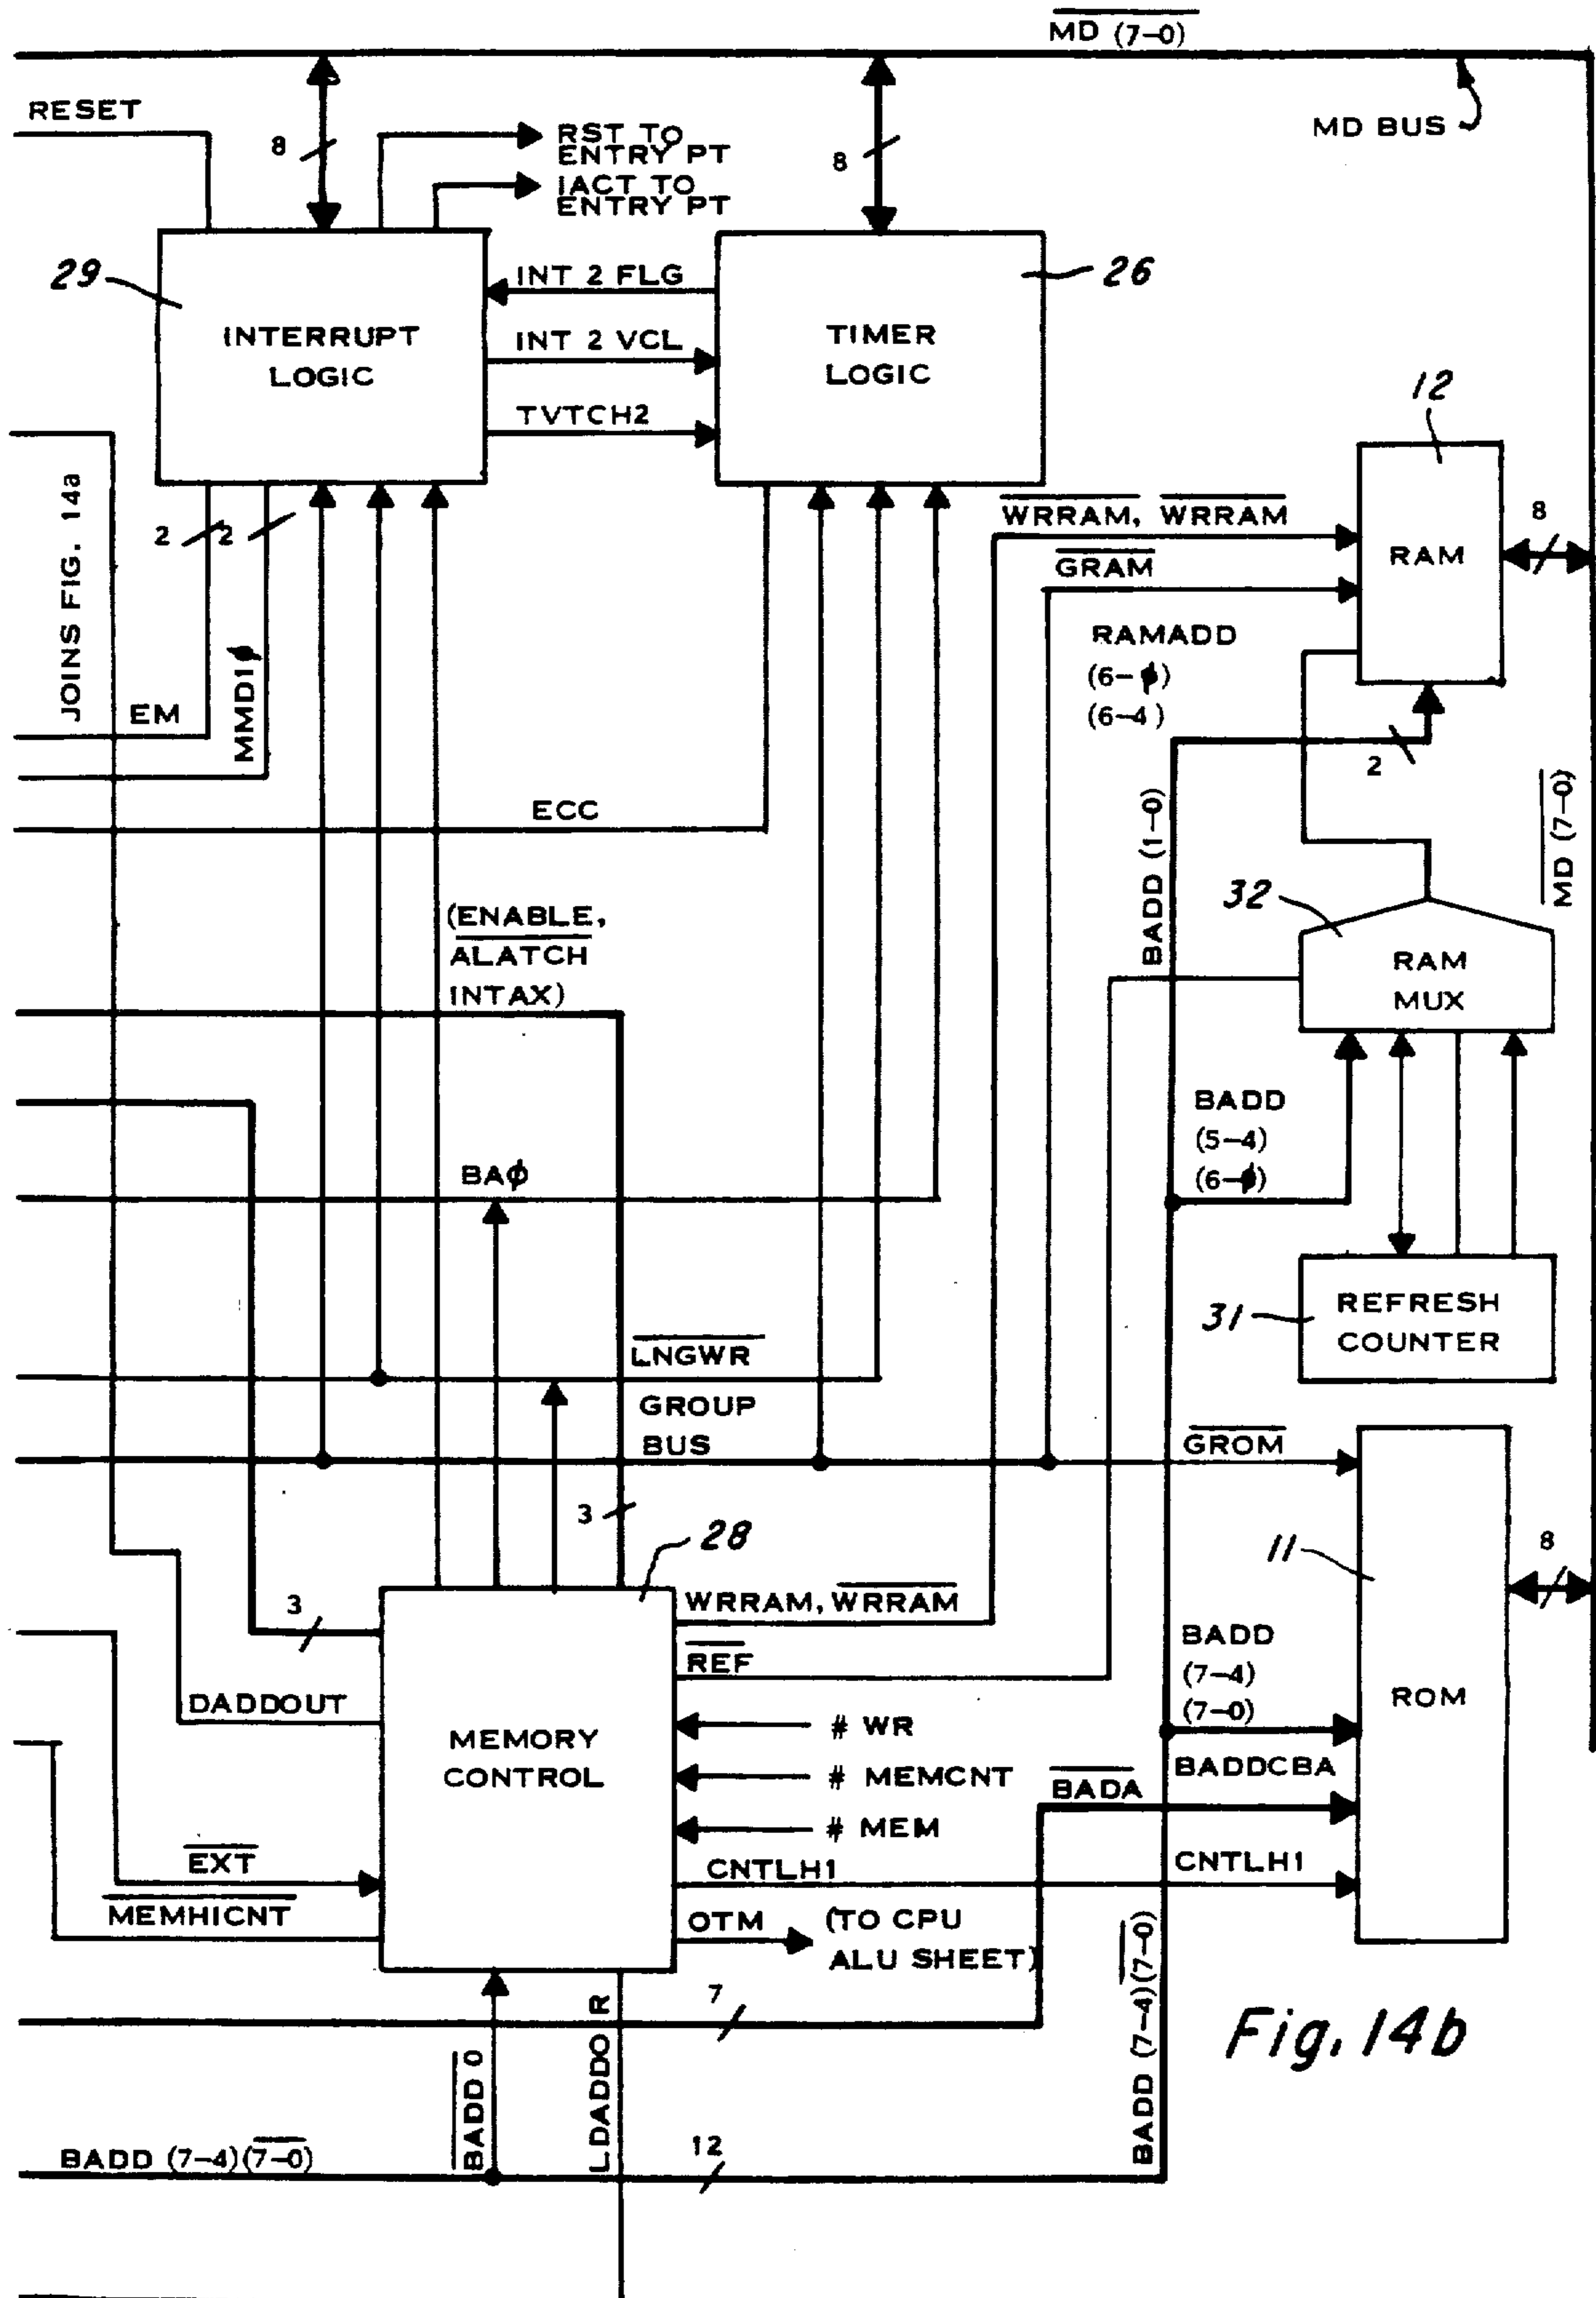 MD (7-0)
RESET
MD BUS
8
RST TO
ENTRY PT
8
IACT TO
ENTRY PT
29
INT 2 FLG
26
INTERRUPT
LOGIC
INT 2 VCL
TIMER
LOGIC
TVTCH2
12
JOINS FIG. 14a
2
2
WRRAM, WRRAM
8
RAM
GRAM
RAMADD
(6-ϕ)
(6-4)
EM
MMD1ϕ
2
ECC
BADD (1-0)
MD (7-0)
(ENABLE,
ALATCH
INTAX)
32
RAM
MUX
BADD
(5-4)
(6-ϕ)
BAϕ
31
REFRESH
COUNTER
LNGWR
GROUP
BUS
GROM
3
28
11
8
3
WRRAM, WRRAM
REF
BADD
(7-4)
(7-0)
ROM
DADDOUT
MEMORY
CONTROL
# WR
# MEMCNT
BADA
BADDCBA
# MEM
EXT
CNTLH1
CNTLH1
MEMHICNT
OTM
(TO CPU
ALU SHEET)
7
BADD 0
LDADDOR
BADD (7-4)(7-0)
Fig. 14b
BADD (7-4)(7-0)
12